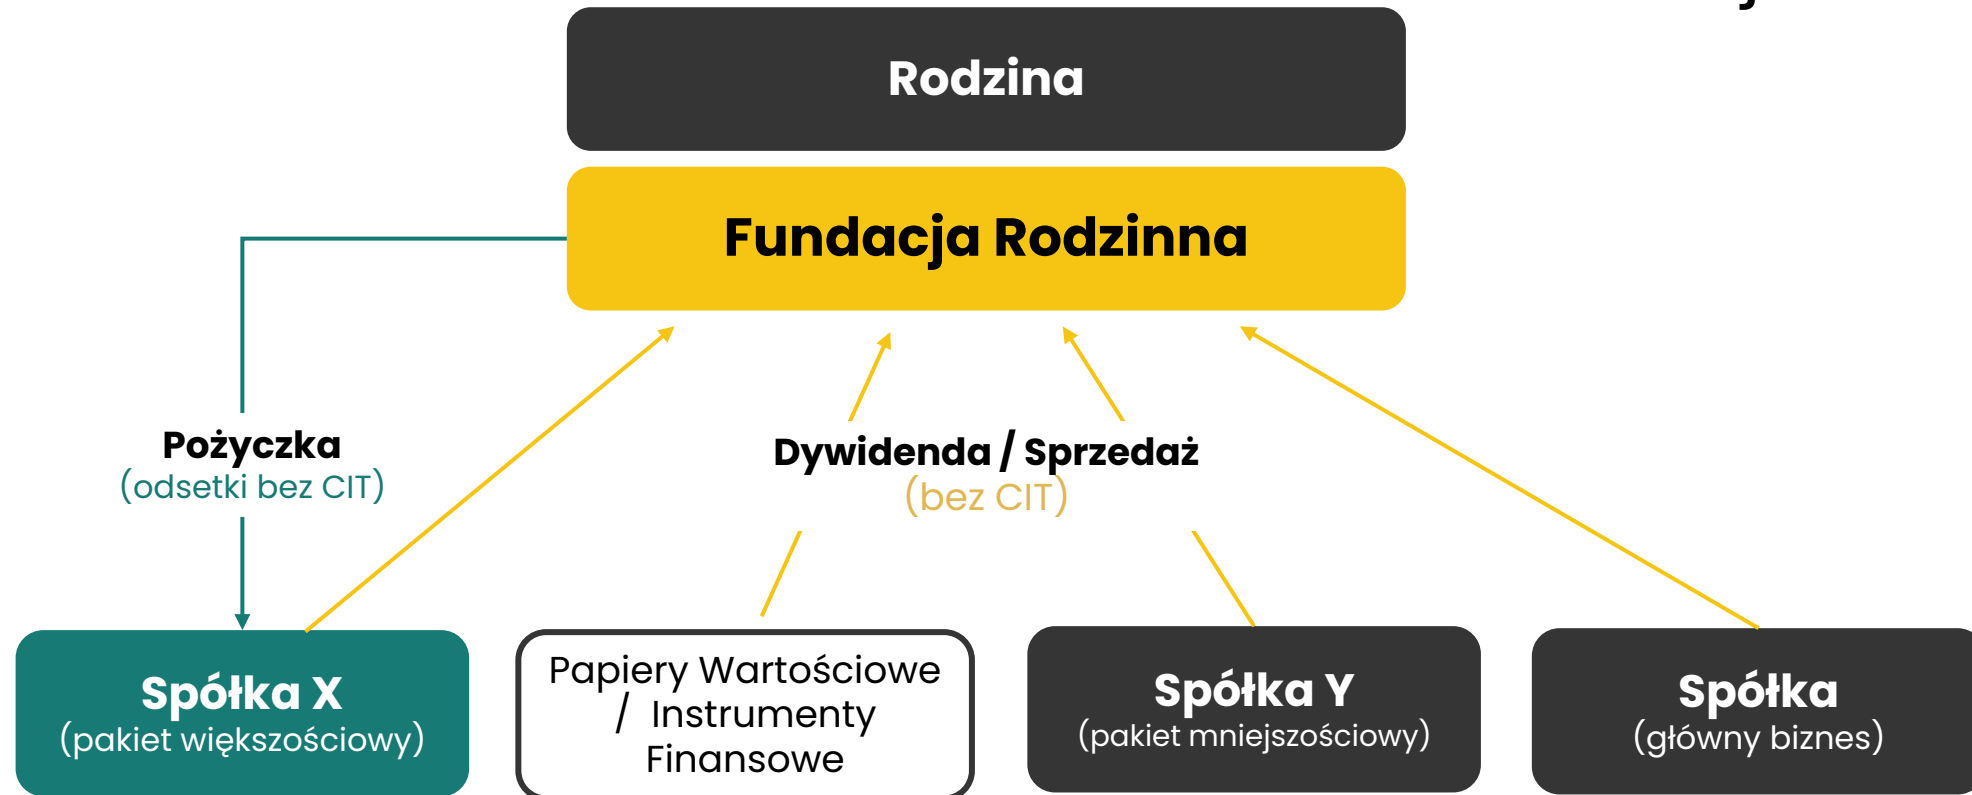 Rodzina
Fundacja Rodzinna
Pożyczka
(odsetki bez CIT)
Dywidenda / Sprzedaż
(bez CIT)
Spółka X
(pakiet większościowy)
Papiery Wartościowe
/ Instrumenty
Finansowe
Spółka Y
(pakiet mniejszościowy)
Spółka
(główny biznes)